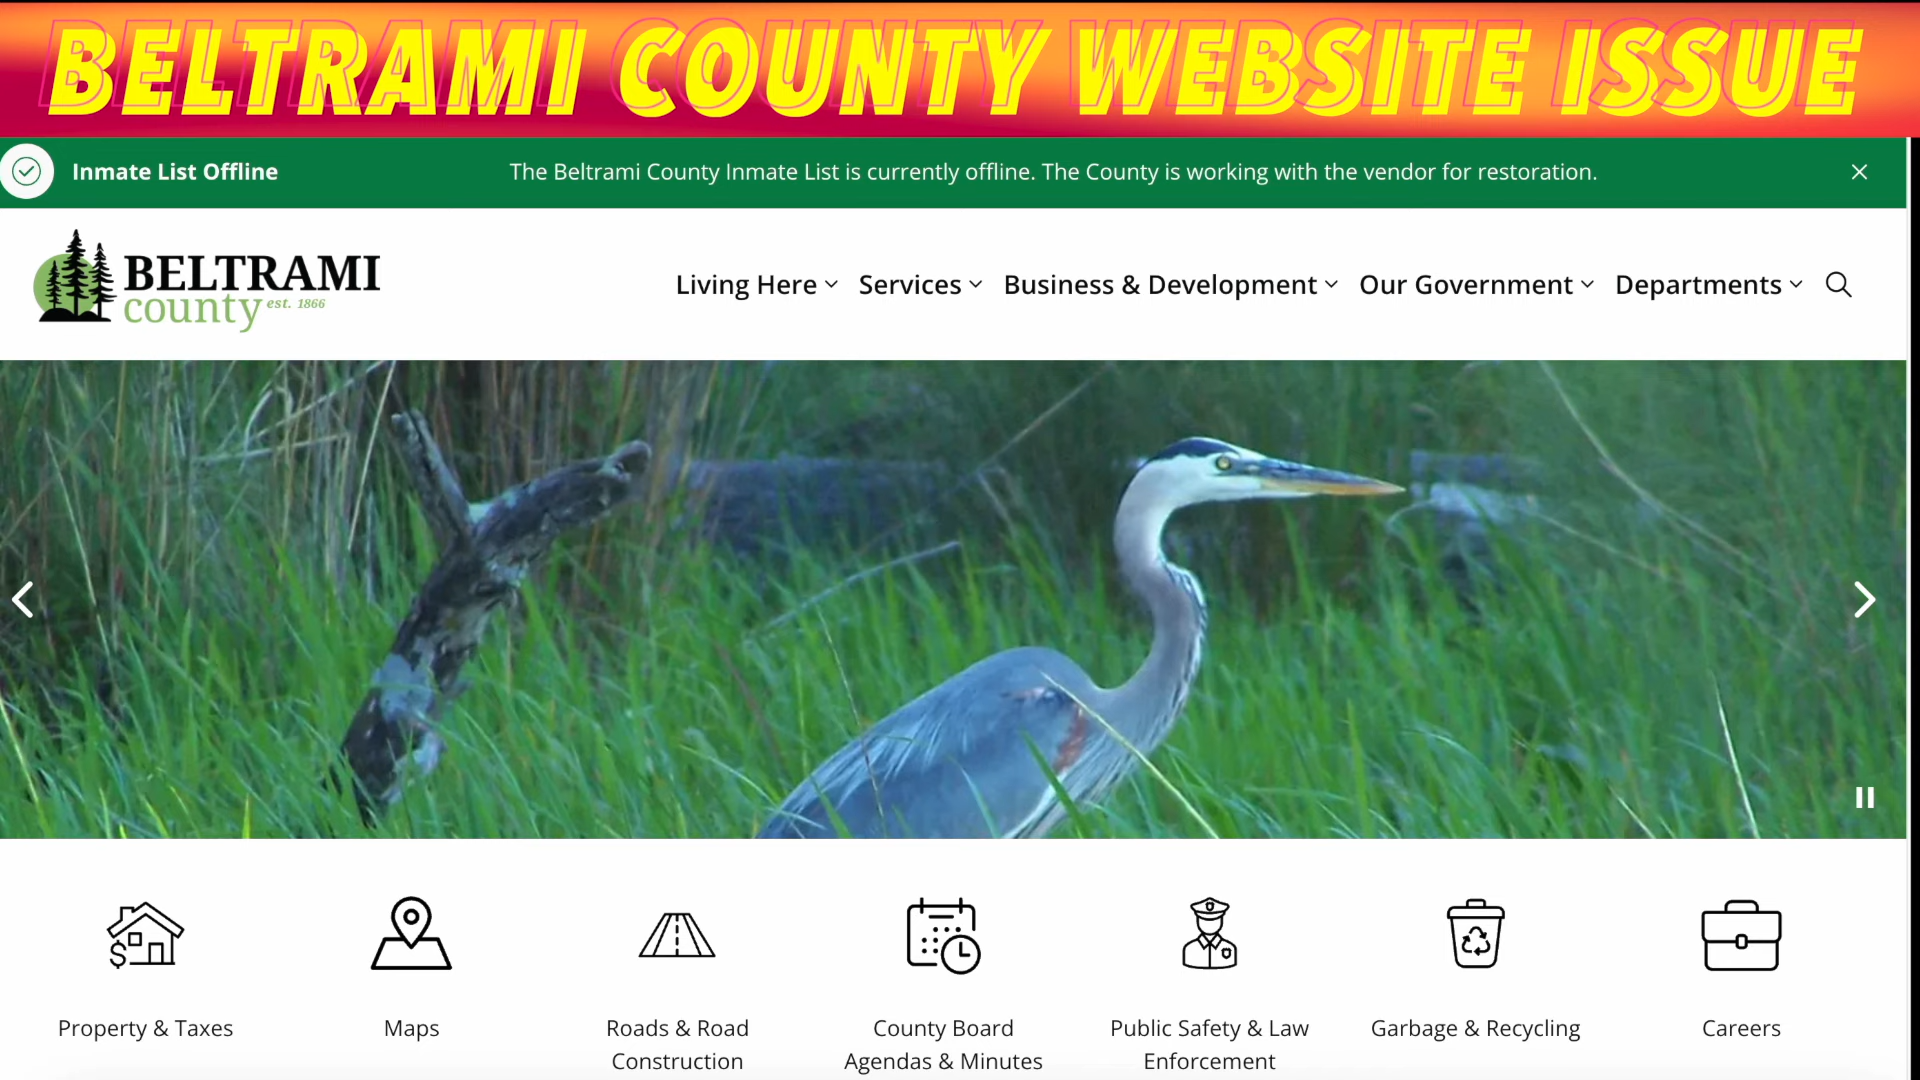 BELTRAMI COUNTY WEBSITE ISSUE
Inmate List Offline
The Beltrami County Inmate List is currently offline. The County is working with the vendor for restoration.
BELTRAMI
county est. 1866
Living Here
Services
Business & Development
Our Government
Departments
$
Property & Taxes
Maps
Roads & Road
Construction
County Board
Agendas & Minutes
Public Safety & Law
Enforcement
Garbage & Recycling
Careers